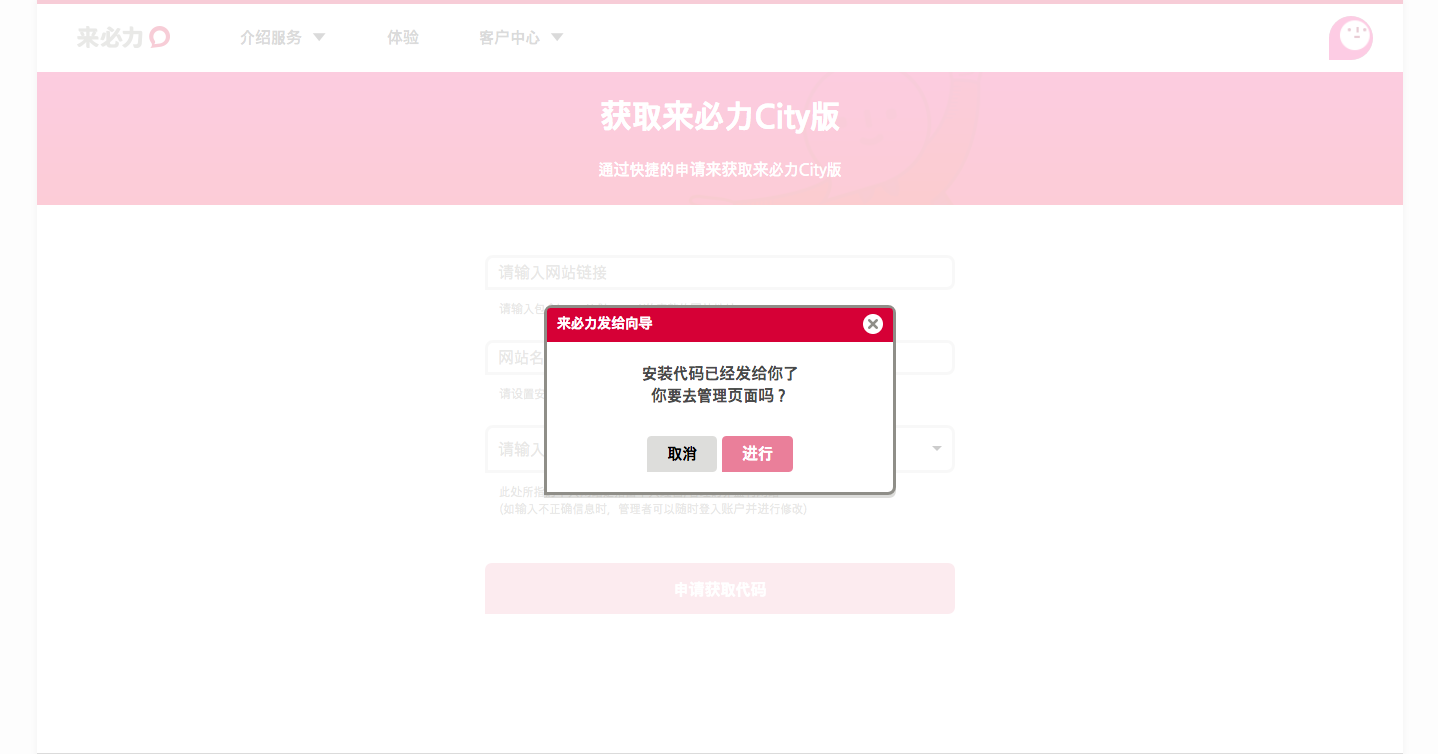 来必力
介绍服务
体验
客户中心
获取来必力City版
通过快捷的申请来获取来必力City版
请输入网站链接
请输入包
来必力发给向导
网站名
安装代码已经发给你了
你要去管理页面吗？
请设置安
请输入
取消
进行
此处所指
(如输入不正确信息时，管理者可以随时登入账户并进行修改)
申请获取代码